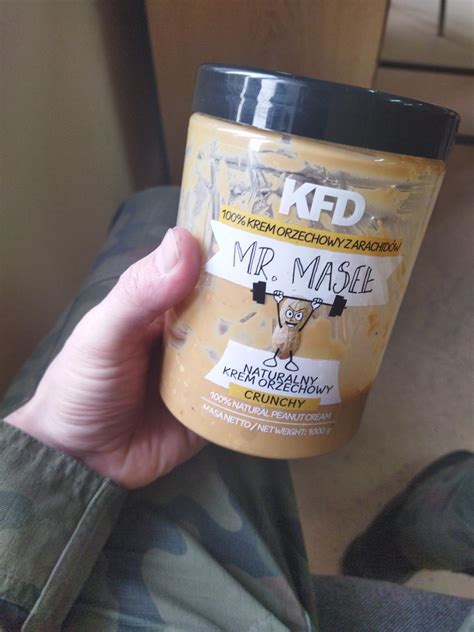 KFD
100% KREM ORZECHOWY Z ARACHIDÓW
MR. MASEŁ
NATURALNY
KREM ORZECHOWY
CRUNCHY
100% NATURAL PEANUT CREAM
MASA NETTO / NET WEIGHT: 1000 g